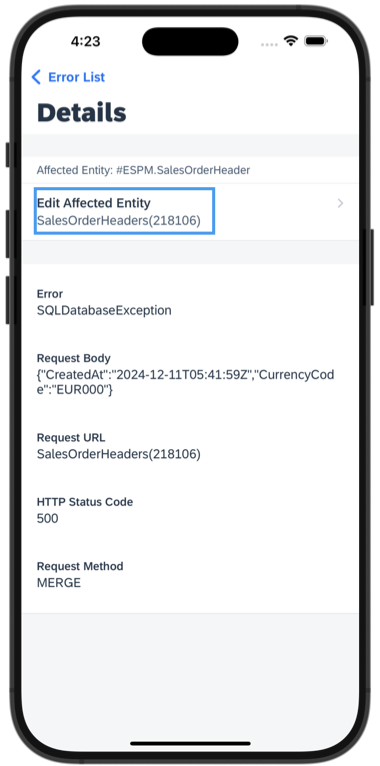 4:23
Error List
Details
Affected Entity: #ESPM.SalesOrderHeader
Edit Affected Entity
SalesOrderHeaders(218106)
Error
SQLDatabaseException
Request Body
{"CreatedAt":"2024-12-11T05:41:59Z","CurrencyCod
e":"EUR000"}
Request URL
SalesOrderHeaders(218106)
HTTP Status Code
500
Request Method
MERGE